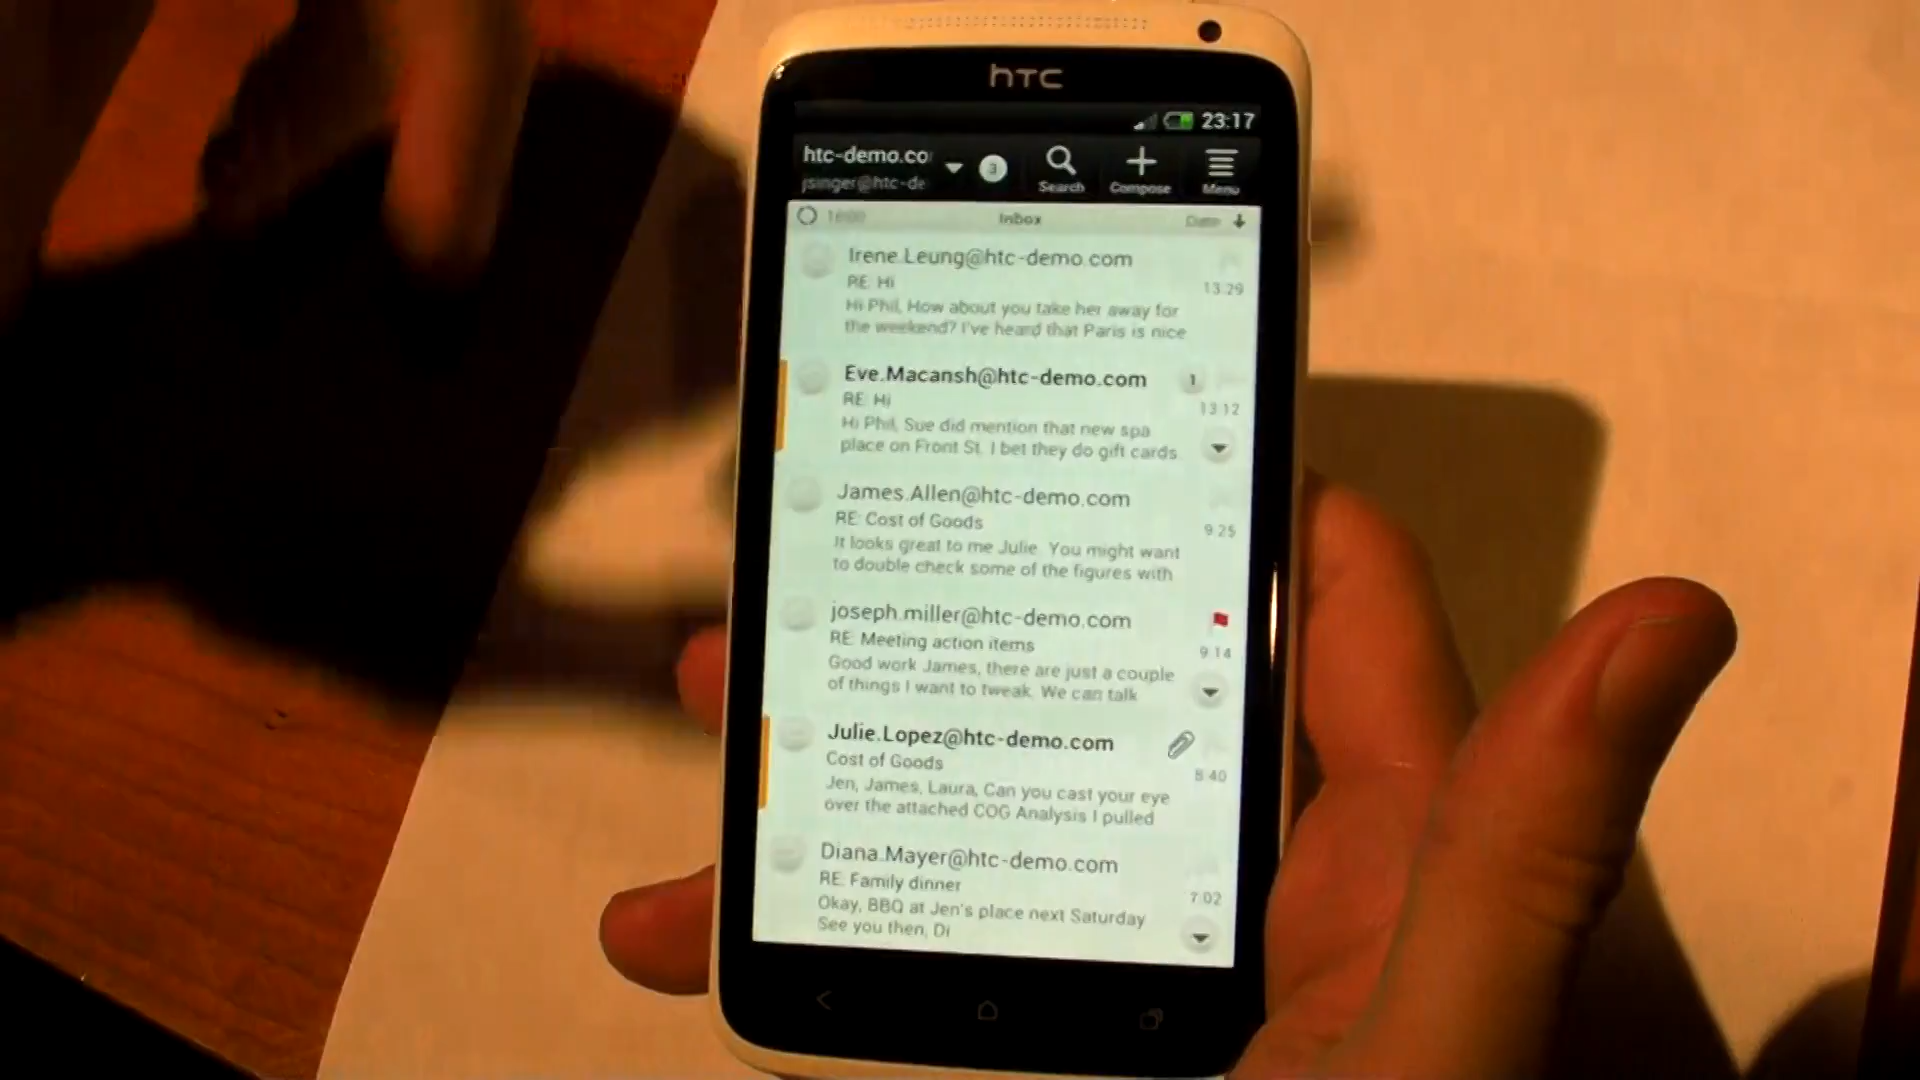 hTC
23:17
htc-demo.co
jsinger@htc-de
3
Search
Compose
Menu
16:00
Inbox
Date
Irene.Leung@htc-demo.com
RE: Hi
13:29
Hi Phil, How about you take her away for
the weekend? I've heard that Paris is nice
Eve.Macansh@htc-demo.com
1
RE: Hi
13:12
Hi Phil, Sue did mention that new spa
place on Front St. I bet they do gift cards
James.Allen@htc-demo.com
RE: Cost of Goods
9:25
It looks great to me Julie. You might want
to double check some of the figures with
joseph.miller@htc-demo.com
RE: Meeting action items
9:14
Good work James, there are just a couple
of things I want to tweak. We can talk
Julie.Lopez@htc-demo.com
Cost of Goods
8:40
Jen, James, Laura, Can you cast your eye
over the attached COG Analysis I pulled
Diana.Mayer@htc-demo.com
RE: Family dinner
7:02
Okay, BBQ at Jen's place next Saturday
See you then, Di